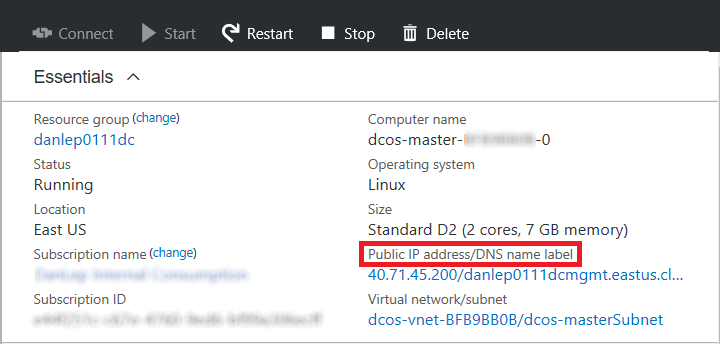 Connect Start Restart Stop Delete
Essentials
Resource group (change)
danlep0111dc
Status
Running
Location
East US
Subscription name (change)
Subscription ID
Computer name
dcos-master- -0
Operating system
Linux
Size
Standard D2 (2 cores, 7 GB memory)
Public IP address/DNS name label
40.71.45.200/danlep0111dcmgmt.eastus.cl...
Virtual network/subnet
dcos-vnet-BFB9BB0B/dcos-masterSubnet